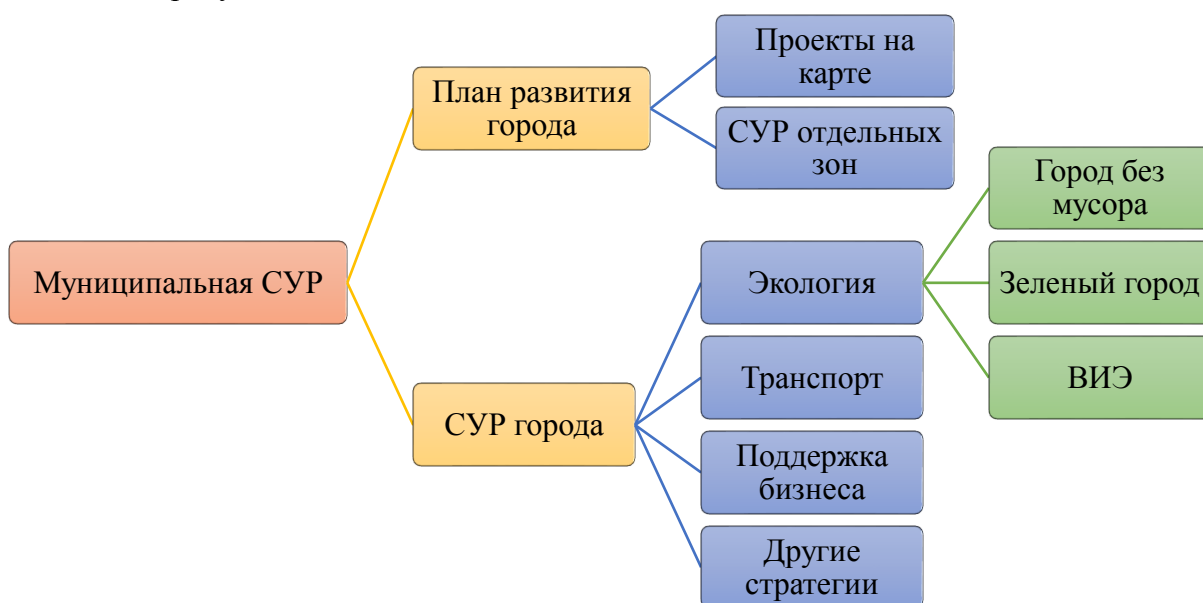 Муниципальная СУР
План развития
города
Проекты на
карте
СУР отдельных
зон
СУР города
Экология
Город без
мусора
Зеленый город
ВИЭ
Транспорт
Поддержка
бизнеса
Другие
стратегии